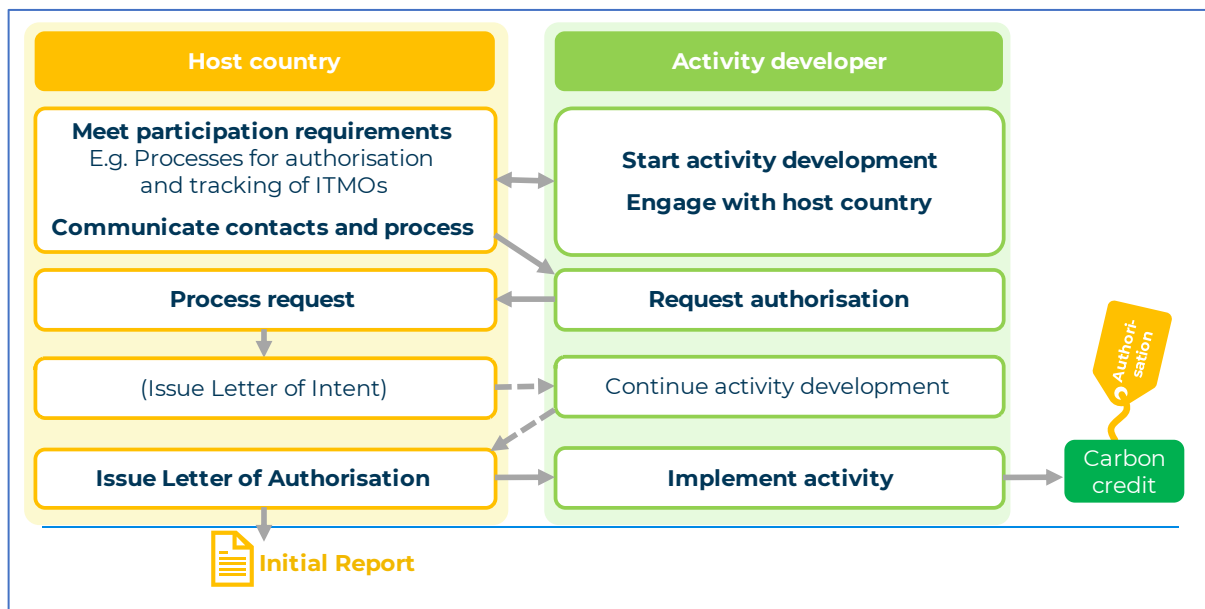 Host country
Activity developer
Meet participation requirements
E.g. Processes for authorisation
and tracking of ITMOs
Communicate contacts and process
Start activity development
Engage with host country
Process request
Request authorisation
(Issue Letter of Intent)
Continue activity development
Issue Letter of Authorisation
Implement activity
Authori-
sation
Carbon
credit
Initial Report